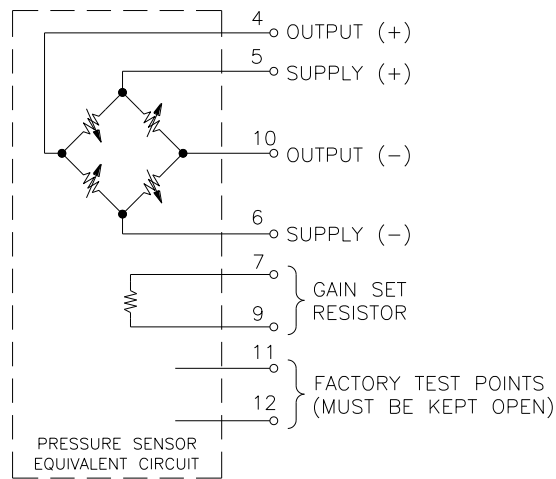 4
OUTPUT (+)
5
SUPPLY (+)
10
OUTPUT (-)
6
SUPPLY (-)
7
GAIN SET
RESISTOR
9
11
FACTORY TEST POINTS
(MUST BE KEPT OPEN)
12
PRESSURE SENSOR
EQUIVALENT CIRCUIT